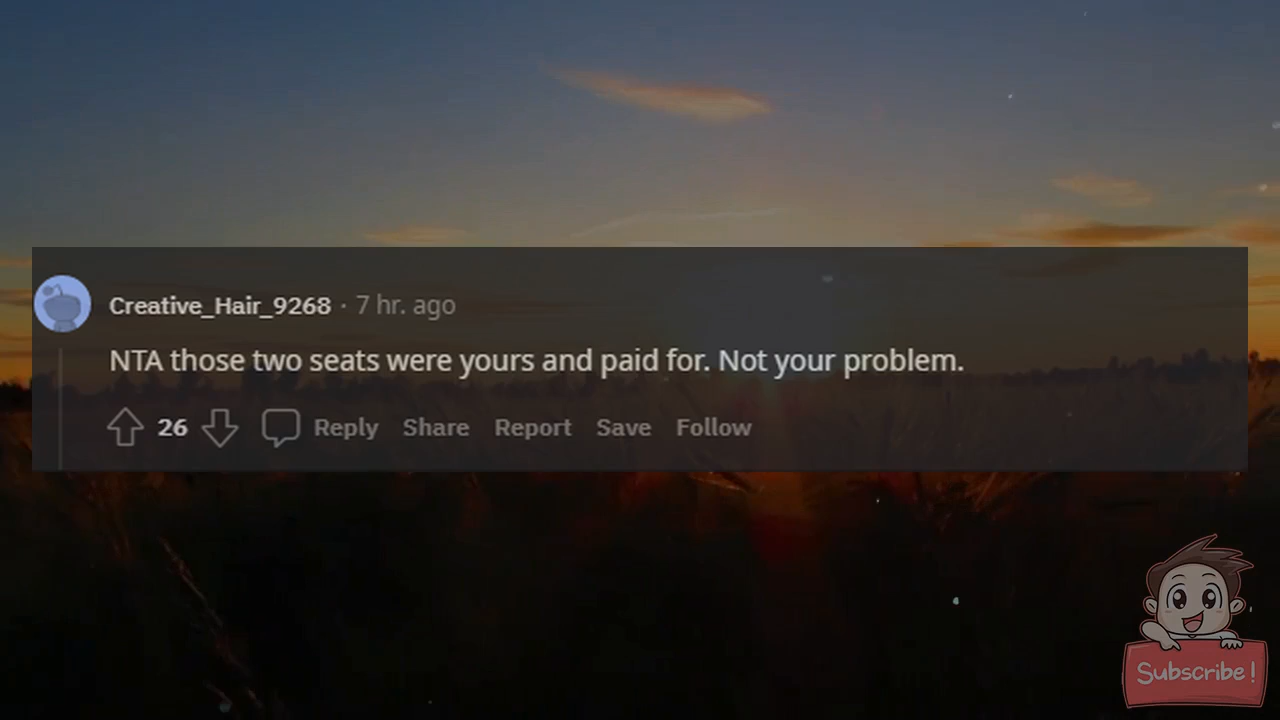 Creative_Hair_9268 · 7 hr. ago
NTA those two seats were yours and paid for. Not your problem.
26 Reply Share Report Save Follow
Subscribe!